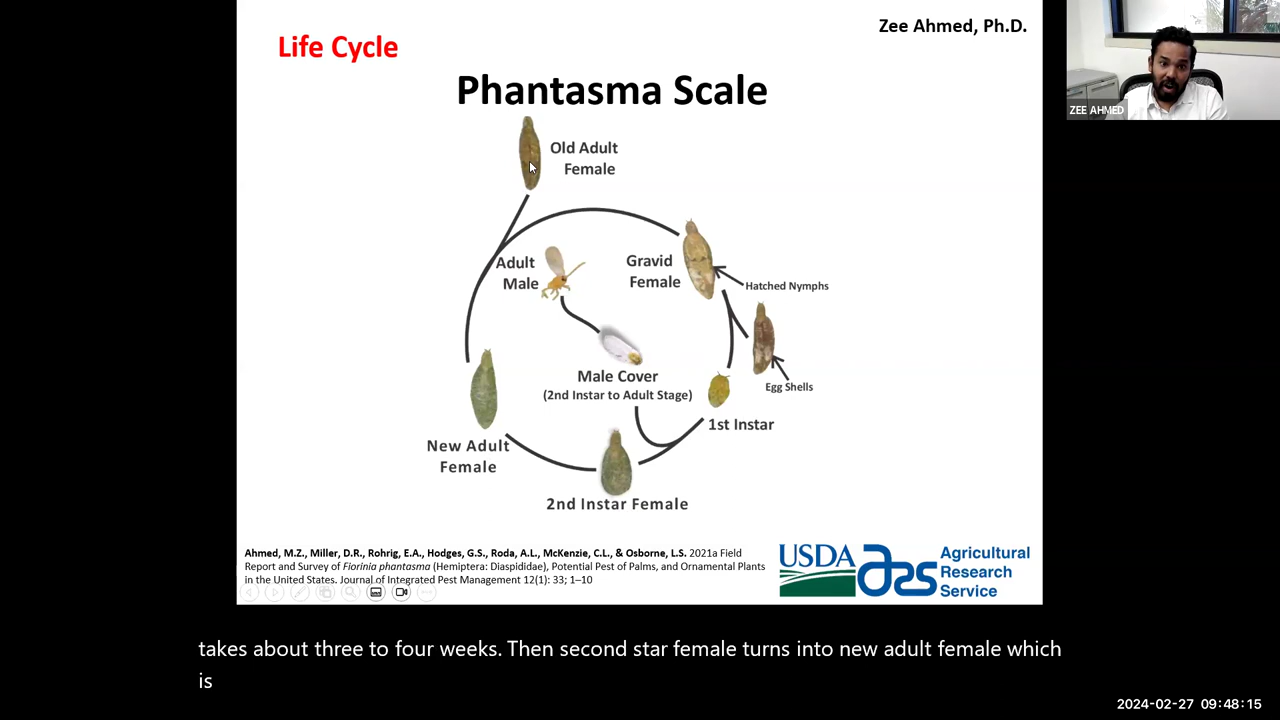 Zee Ahmed, Ph.D.
Life Cycle
Phantasma Scale
ZEE AHMED
Old Adult
Female
Adult
Male
Gravid
Female
Hatched Nymphs
Male Cover
(2nd Instar to Adult Stage)
Egg Shells
1st Instar
New Adult
Female
2nd Instar Female
Ahmed, M.Z., Miller, D.R., Rohrig, E.A., Hodges, G.S., Roda, A.L., McKenzie, C.L., & Osborne, L.S. 2021a Field
Report and Survey of Fiorinia phantasma (Hemiptera: Diaspididae), Potential Pest of Palms, and Ornamental Plants
in the United States. Journal of Integrated Pest Management 12(1): 33; 1–10
USDA
ars
Agricultural
Research
Service
takes about three to four weeks. Then second star female turns into new adult female which
is
2024-02-27 09:48:15